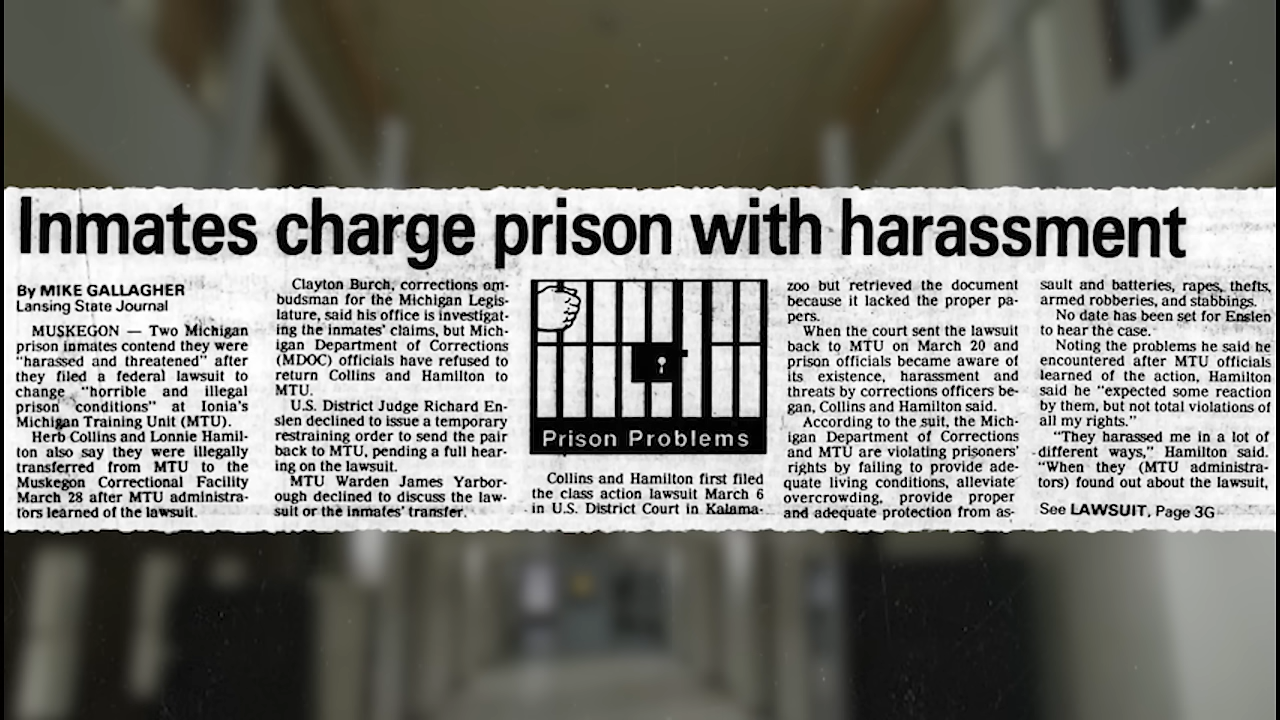 Inmates charge prison with harassment
By MIKE GALLAGHER
Lansing State Journal
MUSKEGON — Two Michigan
prison inmates contend they were
"harassed and threatened" after
they filed a federal lawsuit to
change "horrible and illegal
prison conditions" at Ionia's
Michigan Training Unit (MTU).
Herb Collins and Lonnie Hamil-
ton also say they were illegally
transferred from MTU to the
Muskegon Correctional Facility
March 28 after MTU administra-
tors learned of the lawsuit.
Clayton Burch, corrections om-
budsman for the Michigan Legis-
lature, said his office is investigat-
ing the inmates' claims, but Mich-
igan Department of Corrections
(MDOC) officials have refused to
return Collins and Hamilton to
MTU.
U.S. District Judge Richard En-
slen declined to issue a temporary
restraining order to send the pair
back to MTU, pending a full hear-
ing on the lawsuit.
MTU Warden James Yarbor-
ough declined to discuss the law-
suit or the inmates' transfer.
Prison Problems
Collins and Hamilton first filed
the class action lawsuit March 6
in U.S. District Court in Kalama-
zoo but retrieved the document
because it lacked the proper pa-
pers.
When the court sent the lawsuit
back to MTU on March 20 and
prison officials became aware of
its existence, harassment and
threats by corrections officers be-
gan, Collins and Hamilton said.
According to the suit, the Mich-
igan Department of Corrections
and MTU are violating prisoners'
rights by failing to provide ade-
quate living conditions, alleviate
overcrowding, provide proper
and adequate protection from as-
sault and batteries, rapes, thefts,
armed robberies, and stabbings.
No date has been set for Enslen
to hear the case.
Noting the problems he said he
encountered after MTU officials
learned of the action, Hamilton
said he "expected some reaction
by them, but not total violations of
all my rights."
"They harassed me in a lot of
different ways," Hamilton said.
"When they (MTU administra-
tors) found out about the lawsuit,
See LAWSUIT, Page 3G